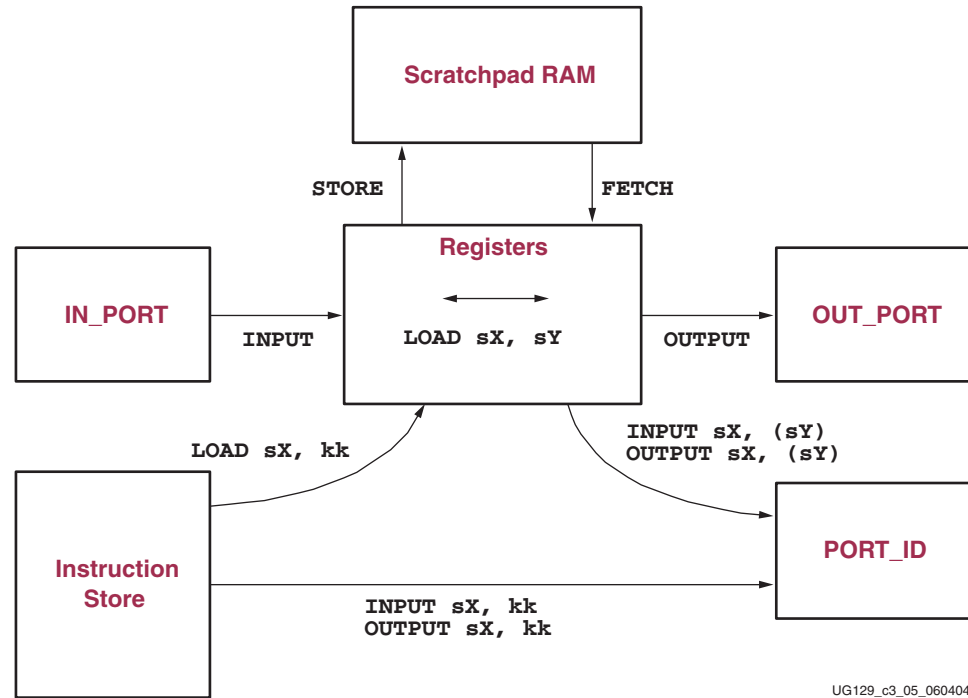 Scratchpad RAM
STORE
FETCH
Registers
IN_PORT
INPUT
LOAD sX, sY
OUTPUT
OUT_PORT
LOAD sX, kk
INPUT sX, (sY)
OUTPUT sX, (sY)
Instruction
Store
PORT_ID
INPUT sX, kk
OUTPUT sX, kk
UG129_c3_05_060404